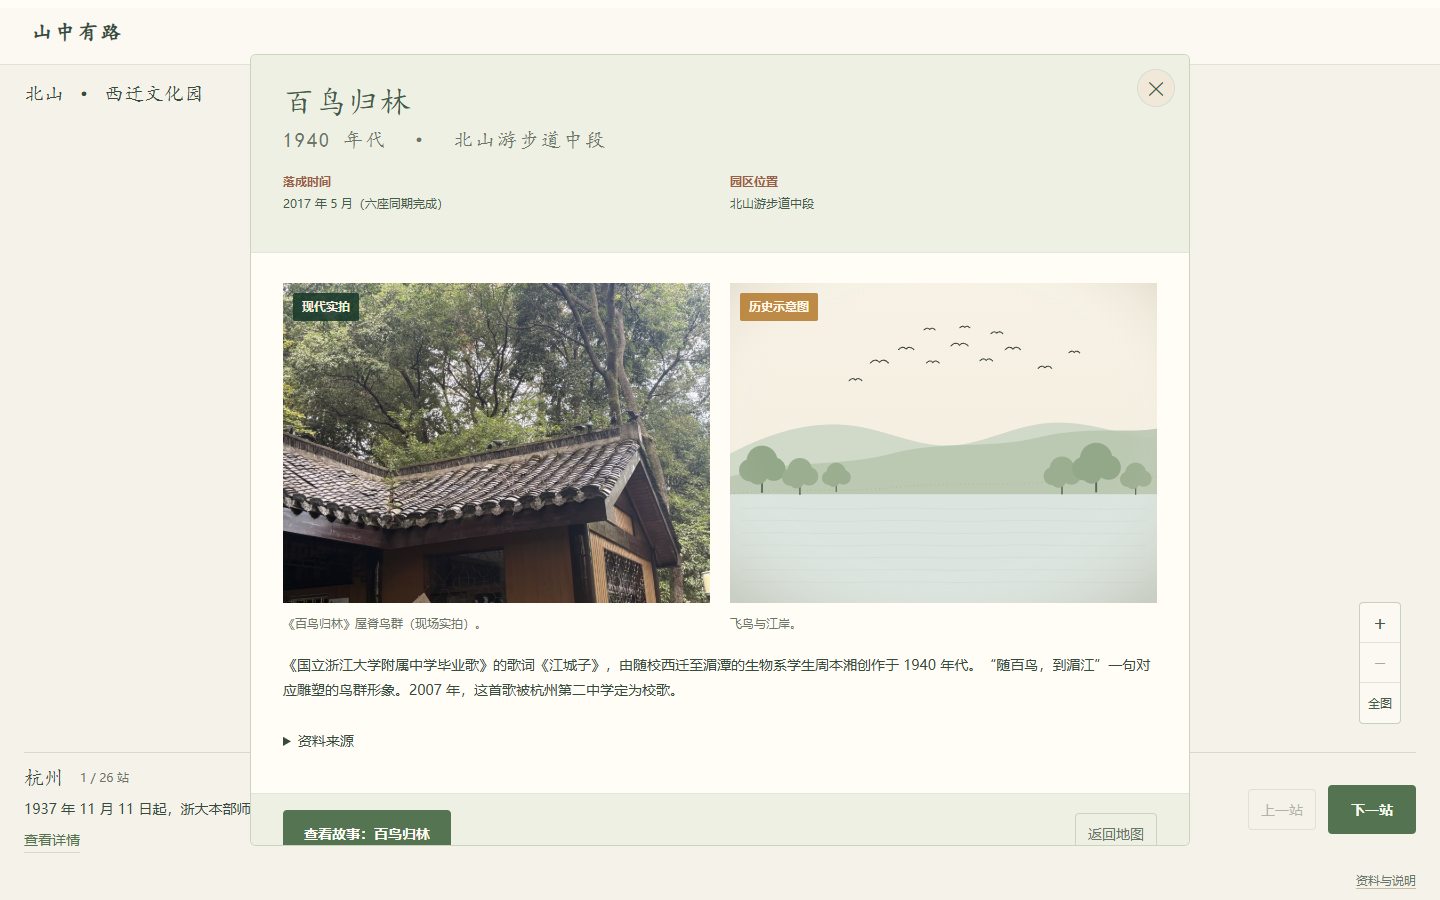 山中有路
北山 • 西迁文化园
百鸟归林
1940 年代 • 北山游步道中段
落成时间
2017 年 5 月（六座同期完成）
园区位置
北山游步道中段
现代实拍
历史示意图
《百鸟归林》屋脊鸟群（现场实拍）。
飞鸟与江岸。
《国立浙江大学附属中学毕业歌》的歌词《江城子》，由随校西迁至湄潭的生物系学生周本湘创作于 1940 年代。“随百鸟，到湄江”一句对
应雕塑的鸟群形象。2007 年，这首歌被杭州第二中学定为校歌。
▶ 资料来源
查看故事：百鸟归林
返回地图
+
−
全图
杭州 1 / 26 站
1937 年 11 月 11 日起，浙大本部师
查看详情
上一站
下一站
资料与说明